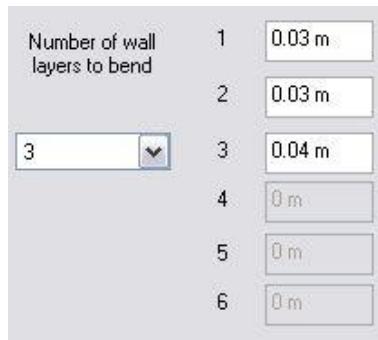 Number of wall
layers to bend
3
1 0.03 m
2 0.03 m
3 0.04 m
4 0 m
5 0 m
6 0 m